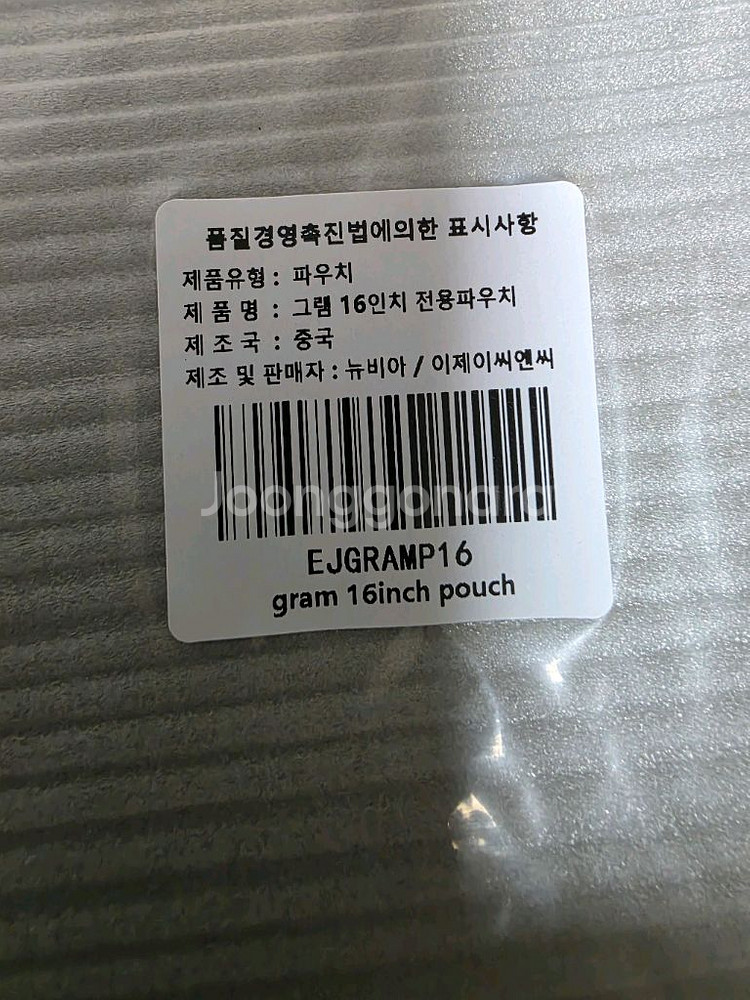 품질경영촉진법에의한 표시사항
제품유형 : 파우치
제 품 명 : 그램 16인치 전용파우치
제 조 국 : 중국
제조 및 판매자 : 뉴비아 / 이제이씨엔씨
Joonggonara
EJGRAMP16
gram 16inch pouch